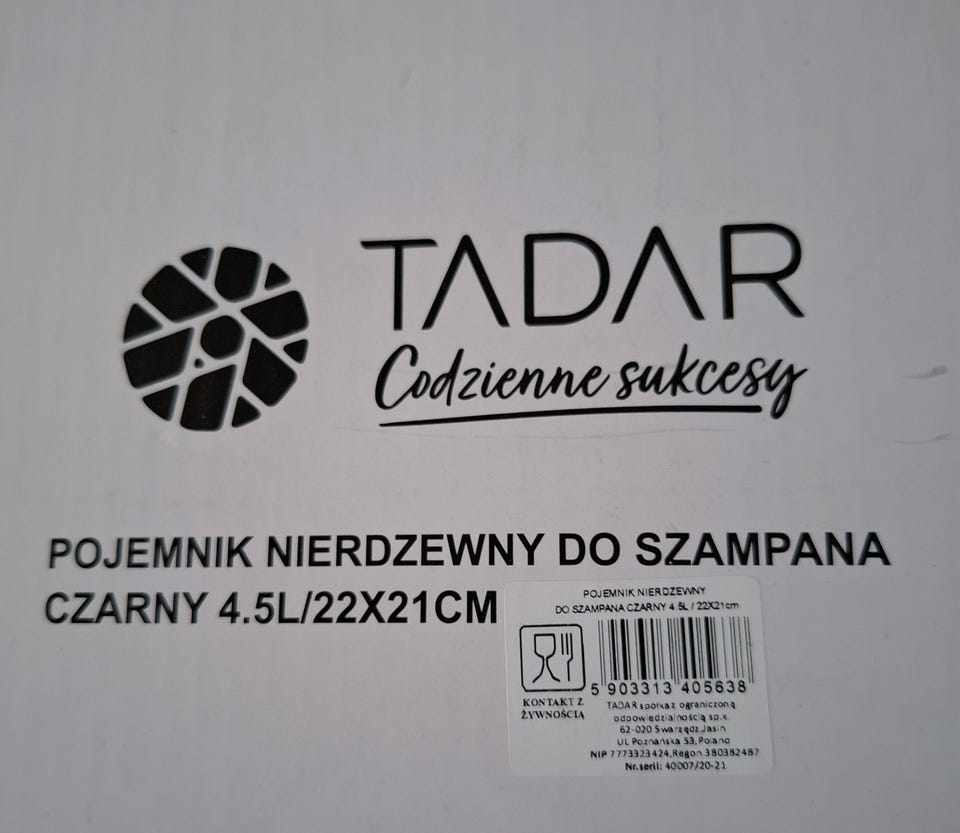 TADAR
Codzienne sukcesy
POJEMNIK NIERDZEWNY DO SZAMPANA
CZARNY 4.5L/22X21CM
POJEMNIK NIERDZEWNY
DO SZAMPANA CZARNY 4.5L / 22X21cm
5 903313 405638
KONTAKT Z
ŻYWNOŚCIĄ
TADAR spółka z ograniczoną
odpowiedzialnością sp.k.
62-020 Swarzędz Jasin
Ul. Poznańska 53, Poland
NIP 7773323424, Regon 380382487
Nr.serii: 40007/20-21